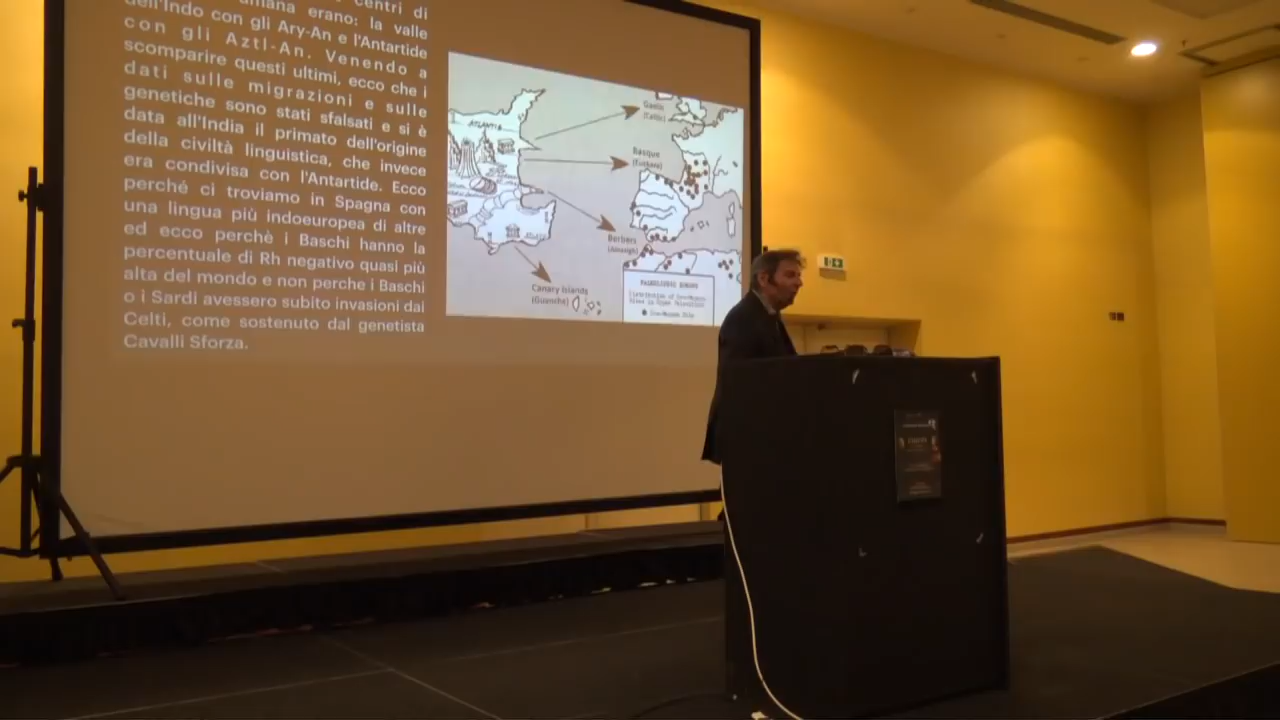 centri di
dell'Indo con gli Ary-An e l'Antartide
con gli Aztl-An. Venendo a
scomparire questi ultimi, ecco che i
dati sulle migrazioni e sulle
genetiche sono stati sfalsati e si è
data all'India il primato dell'origine
della civiltà linguistica, che invece
era condivisa con l'Antartide. Ecco
perché ci troviamo in Spagna con
una lingua più indoeuropea di altre
ed ecco perchè i Baschi hanno la
percentuale di Rh negativo quasi più
alta del mondo e non perche i Baschi
o i Sardi avessero subito invasioni dai
Celti, come sostenuto dal genetista
Cavalli Sforza.
ATLANTIS
Gaelic
(Celtic)
Basque
(Euskara)
Berbers
(Amazigh)
Canary Islands
(Guanche)